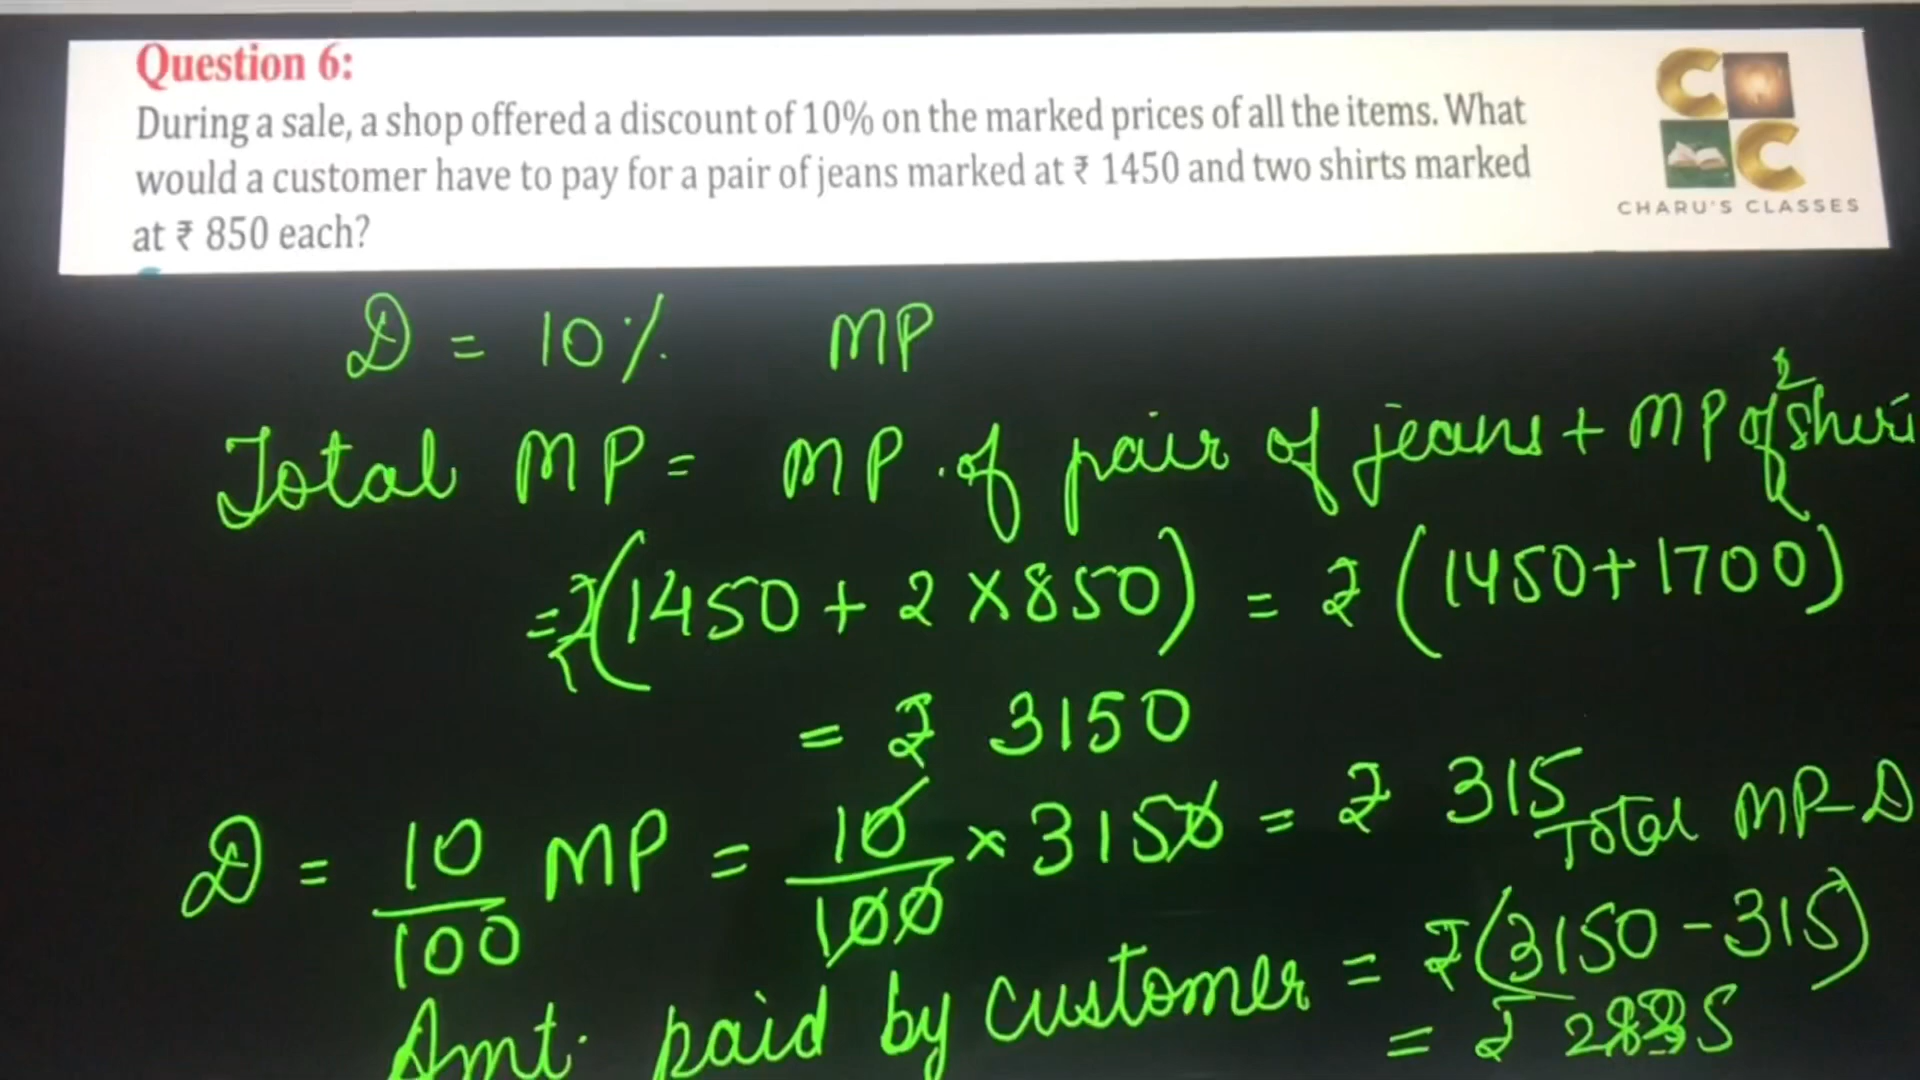 Question 6:
During a sale, a shop offered a discount of 10% on the marked prices of all the items. What
would a customer have to pay for a pair of jeans marked at ₹ 1450 and two shirts marked
at ₹ 850 each?
C C
CHARU'S CLASSES
D = 10% MP
Total MP = MP of pair of jeans + MP of 2 shirt
= ₹(1450 + 2 × 850) = ₹ (1450 + 1700)
= ₹ 3150
D = 10/100 MP = 10/100 × 3150 = ₹ 315
Total MP - D
Amt. paid by customer = ₹(3150 - 315)
= ₹